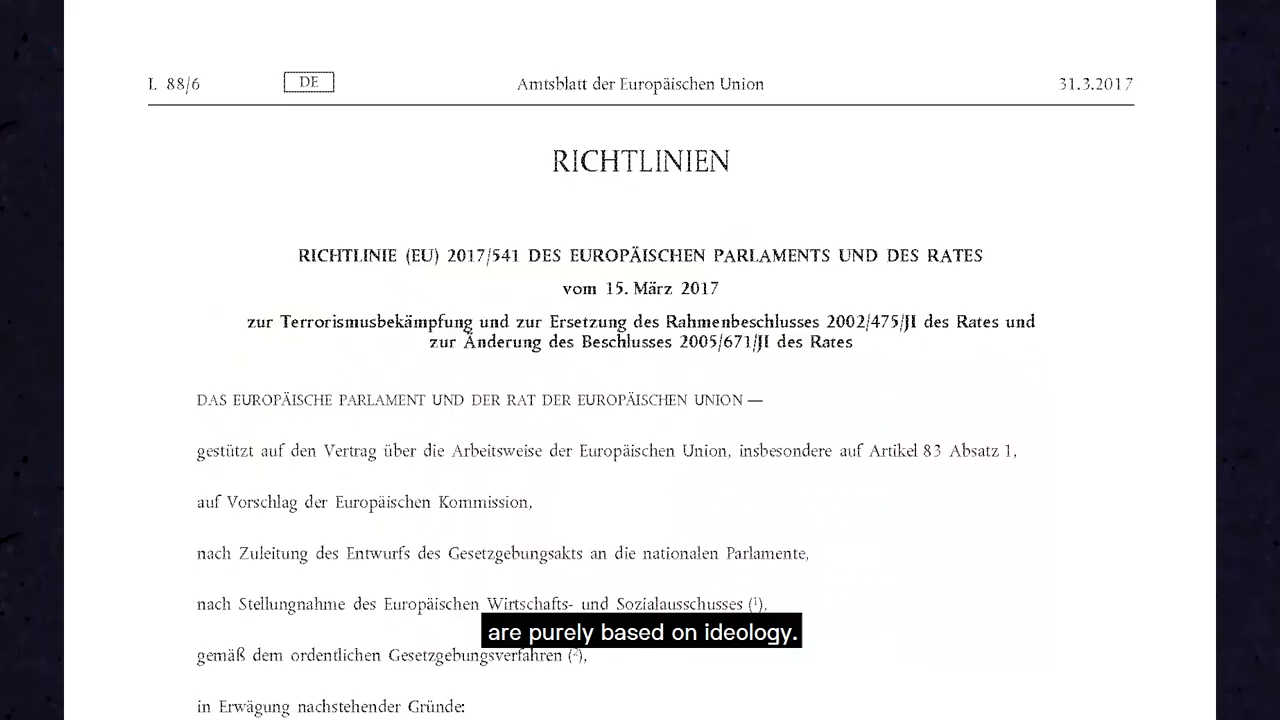 L 88/6 DE Amtsblatt der Europäischen Union 31.3.2017
RICHTLINIEN
RICHTLINIE (EU) 2017/541 DES EUROPÄISCHEN PARLAMENTS UND DES RATES
vom 15. März 2017
zur Terrorismusbekämpfung und zur Ersetzung des Rahmenbeschlusses 2002/475/JI des Rates und
zur Änderung des Beschlusses 2005/671/JI des Rates
DAS EUROPÄISCHE PARLAMENT UND DER RAT DER EUROPÄISCHEN UNION —
gestützt auf den Vertrag über die Arbeitsweise der Europäischen Union, insbesondere auf Artikel 83 Absatz 1,
auf Vorschlag der Europäischen Kommission,
nach Zuleitung des Entwurfs des Gesetzgebungsakts an die nationalen Parlamente,
nach Stellungnahme des Europäischen Wirtschafts- und Sozialausschusses (¹),
are purely based on ideology.
gemäß dem ordentlichen Gesetzgebungsverfahren (²),
in Erwägung nachstehender Gründe: